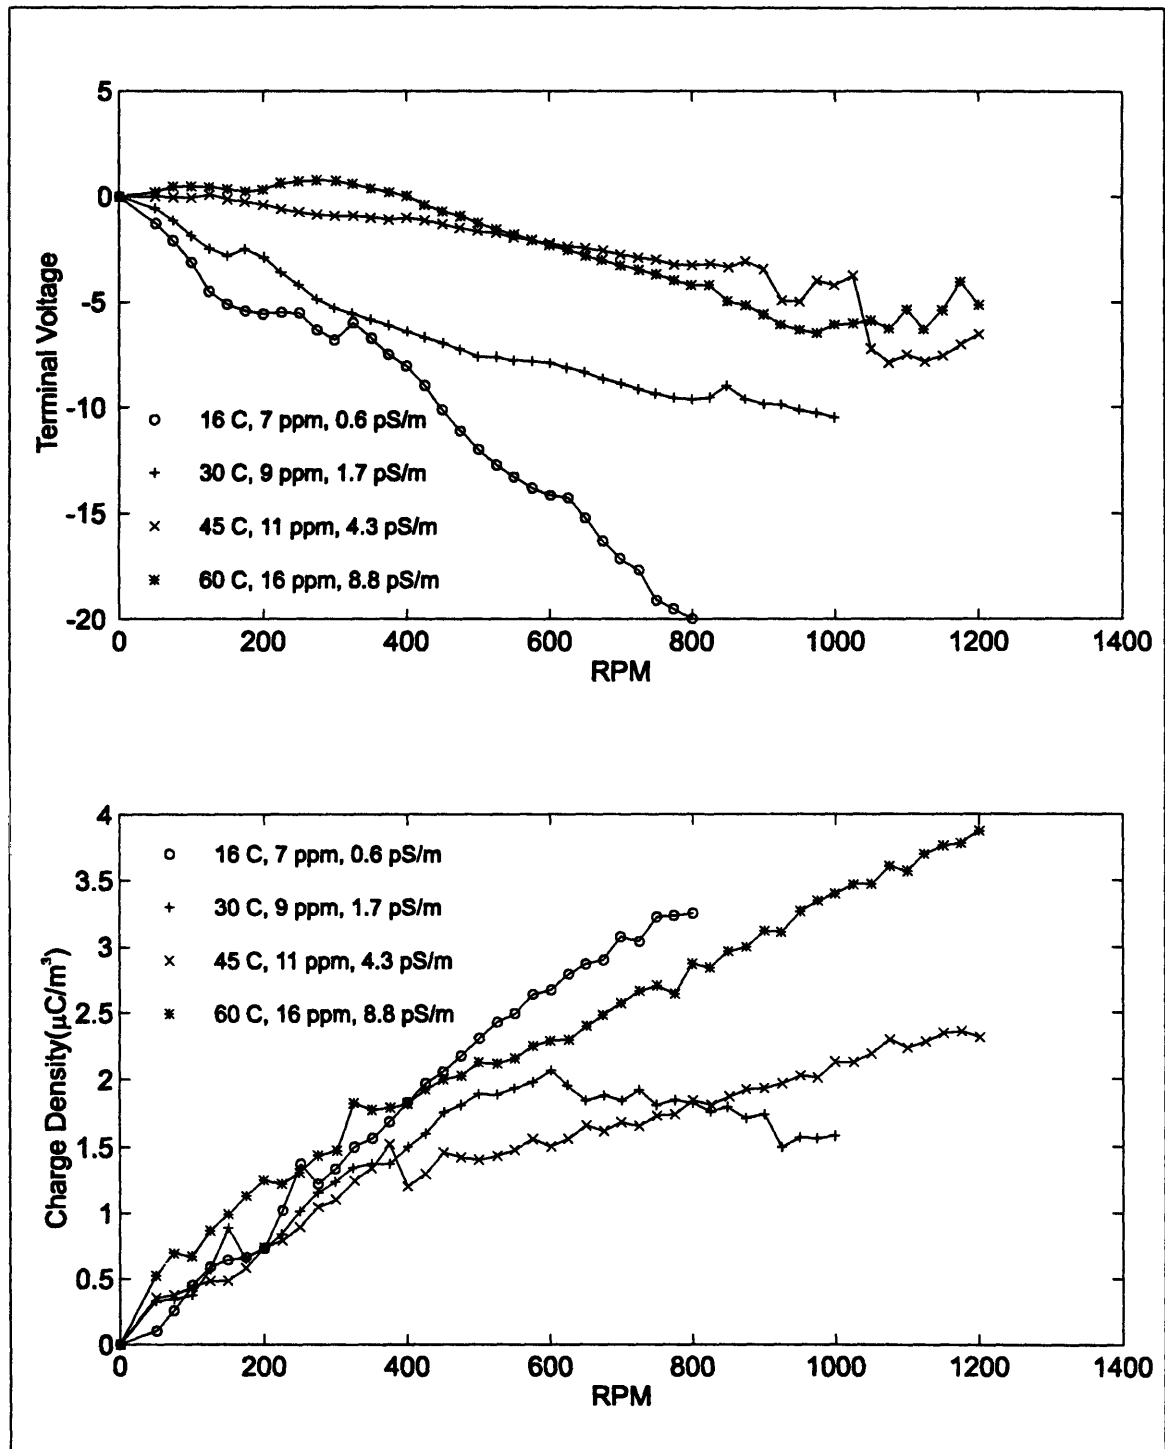 5
0
-5
-10
-15
-20
Terminal Voltage
16 C, 7 ppm, 0.6 pS/m
30 C, 9 ppm, 1.7 pS/m
45 C, 11 ppm, 4.3 pS/m
60 C, 16 ppm, 8.8 pS/m
0 200 400 600 800 1000 1200 1400
RPM
4
3.5
3
2.5
2
1.5
1
0.5
0
Charge Density(μC/m³)
16 C, 7 ppm, 0.6 pS/m
30 C, 9 ppm, 1.7 pS/m
45 C, 11 ppm, 4.3 pS/m
60 C, 16 ppm, 8.8 pS/m
0 200 400 600 800 1000 1200 1400
RPM